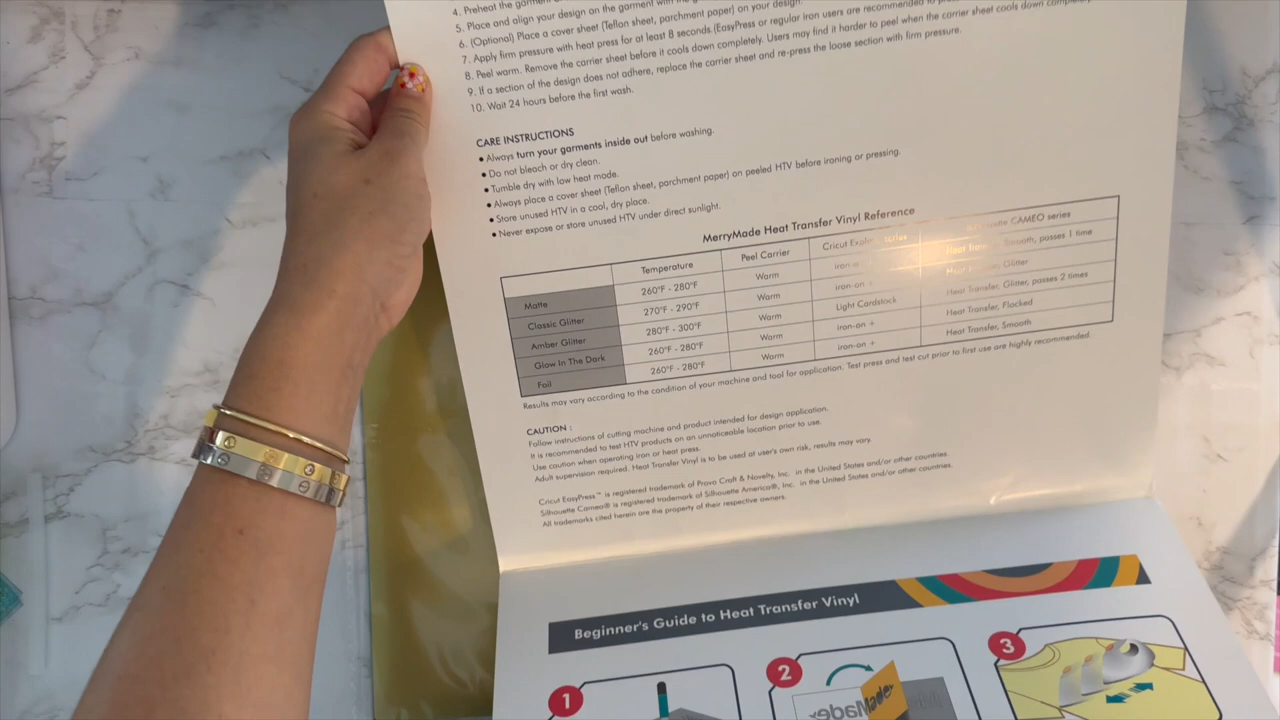 4. Preheat the garment
5. Place and align your design on the garment with the
6. (Optional) Place a cover sheet (Teflon sheet, parchment paper) on your design.
7. Apply firm pressure with heat press for at least 8 seconds.(EasyPress or regular iron users are recommended to
8. Peel warm. Remove the carrier sheet before it cools down completely. Users may find it harder to peel when the carrier sheet cools down
9. If a section of the design does not adhere, replace the carrier sheet and re-press the loose section with firm pressure.
10. Wait 24 hours before the first wash.
CARE INSTRUCTIONS
• Always turn your garments inside out before washing.
• Do not bleach or dry clean.
• Tumble dry with low heat mode.
• Always place a cover sheet (Teflon sheet, parchment paper) on peeled HTV before ironing or pressing.
• Store unused HTV in a cool, dry place.
• Never expose or store unused HTV under direct sunlight.
MerryMade Heat Transfer Vinyl Reference
Temperature Peel Carrier Cricut series CAMEO series
Matte 260°F - 280°F Warm iron-on Heat smooth, passes 1 time
Classic Glitter 270°F - 290°F Warm iron-on Glitter
Amber Glitter 280°F - 300°F Warm Light Cardstock Heat Transfer, Glitter, passes 2 times
Glow In The Dark 260°F - 280°F Warm iron-on + Heat Transfer, Flocked
Foil 260°F - 280°F Warm iron-on + Heat Transfer, Smooth
Results may vary according to the condition of your machine and tool for application. Test press and test cut prior to first use are highly recommended.
CAUTION :
Follow instructions of cutting machine and product intended for design application.
It is recommended to test HTV products on an unnoticeable location prior to use.
Use caution when operating iron or heat press.
Adult supervision required. Heat Transfer Vinyl is to be used at user's own risk, results may vary.
Cricut EasyPress™ is registered trademark of Provo Craft & Novelty, Inc. in the United States and/or other countries.
Silhouette Cameo® is registered trademark of Silhouette America®, Inc. in the United States and/or other countries.
All trademarks cited herein are the property of their respective owners.
Beginner's Guide to Heat Transfer Vinyl
1
2
3
Made